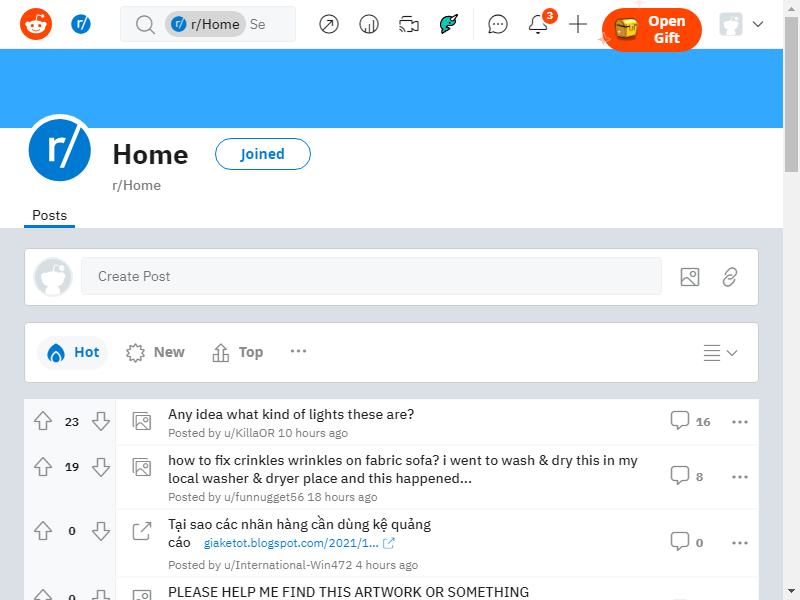 r/Home Se
3
Open
Gift
r/
Home
Joined
r/Home
Posts
Create Post
Hot
New
Top
23
Any idea what kind of lights these are?
Posted by u/KillaOR 10 hours ago
16
19
how to fix crinkles wrinkles on fabric sofa? i went to wash & dry this in my
local washer & dryer place and this happened...
Posted by u/funnugget56 18 hours ago
8
0
Tại sao các nhãn hàng cần dùng kệ quảng
cáo giaketot.blogspot.com/2021/1...
Posted by u/International-Win472 4 hours ago
0
0
PLEASE HELP ME FIND THIS ARTWORK OR SOMETHING